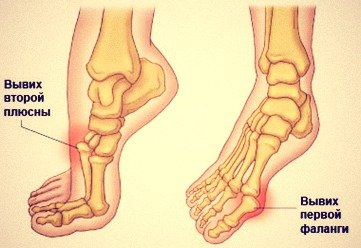 Вывих
второй
плюсны
Вывих
первой
фаланги